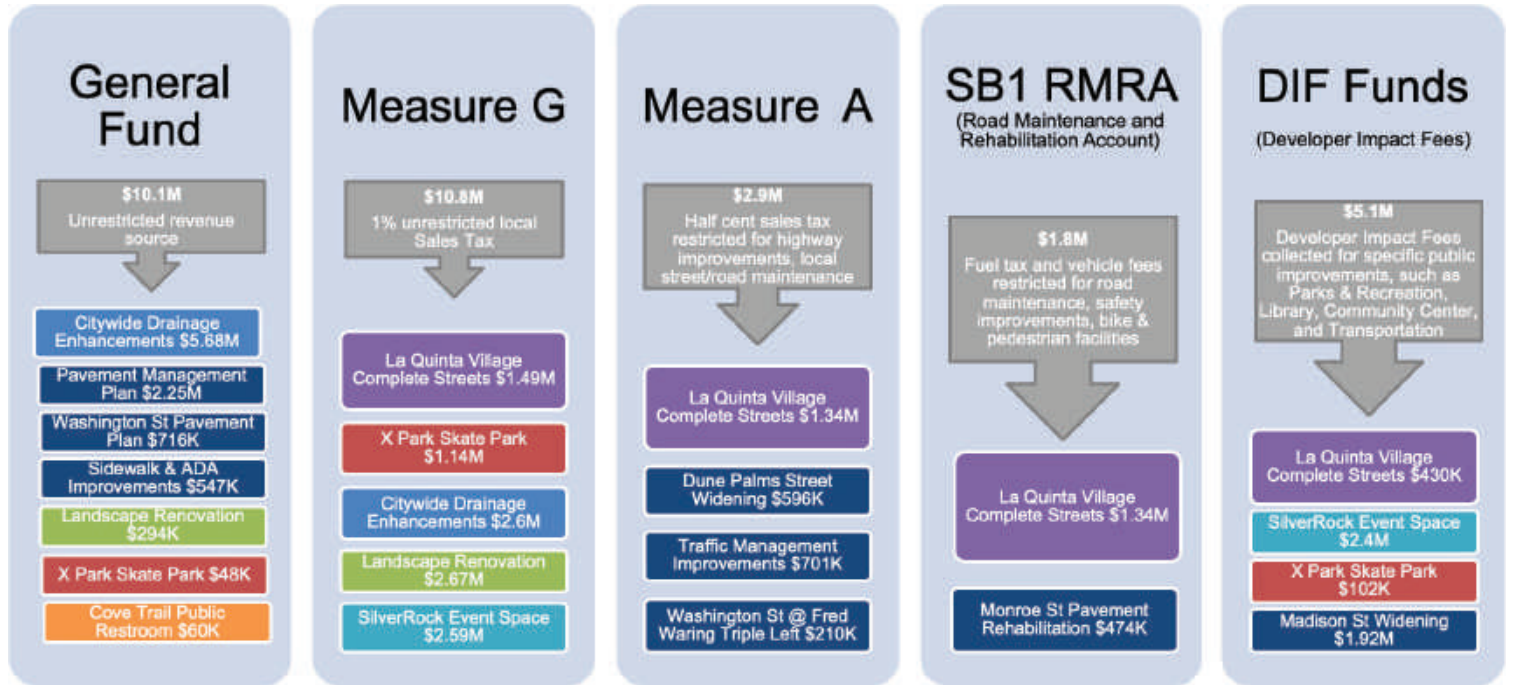 General
Fund
$10.1M
Unrestricted revenue
source
Citywide Drainage
Enhancements $5.68M
Pavement Management
Plan $2.25M
Washington St Pavement
Plan $716K
Sidewalk & ADA
Improvements $547K
Landscape Renovation
$294K
X Park Skate Park $48K
Cove Trail Public
Restroom $60K
Measure G
$10.8M
1% unrestricted local
Sales Tax
La Quinta Village
Complete Streets $1.49M
X Park Skate Park
$1.14M
Citywide Drainage
Enhancements $2.6M
Landscape Renovation
$2.67M
SilverRock Event Space
$2.59M
Measure A
$2.9M
Half cent sales tax
restricted for highway
improvements, local
street/road maintenance
La Quinta Village
Complete Streets $1.34M
Dune Palms Street
Widening $596K
Traffic Management
Improvements $701K
Washington St @ Fred
Waring Triple Left $210K
SB1 RMRA
(Road Maintenance and
Rehabilitation Account)
$1.8M
Fuel tax and vehicle fees
restricted for road
maintenance, safety
improvements, bike &
pedestrian facilities
La Quinta Village
Complete Streets $1.34M
Monroe St Pavement
Rehabilitation $474K
DIF Funds
(Developer Impact Fees)
$5.1M
Developer Impact Fees
collected for specific public
improvements, such as
Parks & Recreation,
Library, Community Center,
and Transportation
La Quinta Village
Complete Streets $430K
SilverRock Event Space
$2.4M
X Park Skate Park
$102K
Madison St Widening
$1.92M